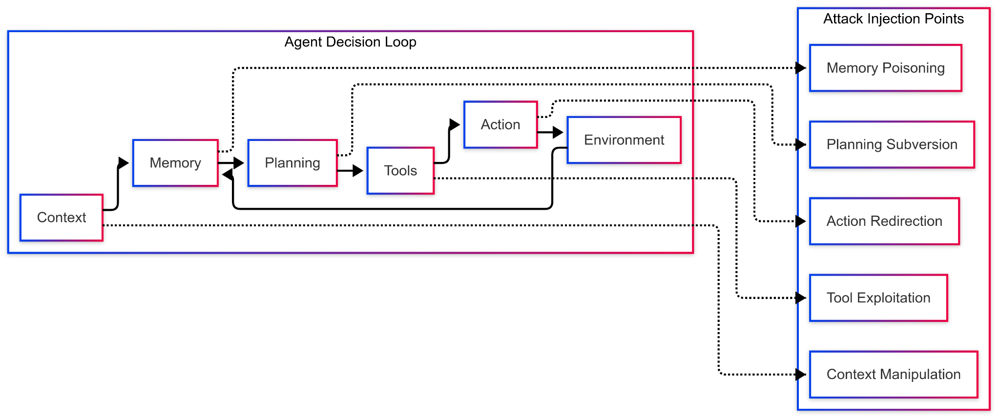 Agent Decision Loop
Context
Memory
Planning
Tools
Action
Environment
Attack Injection Points
Memory Poisoning
Planning Subversion
Action Redirection
Tool Exploitation
Context Manipulation